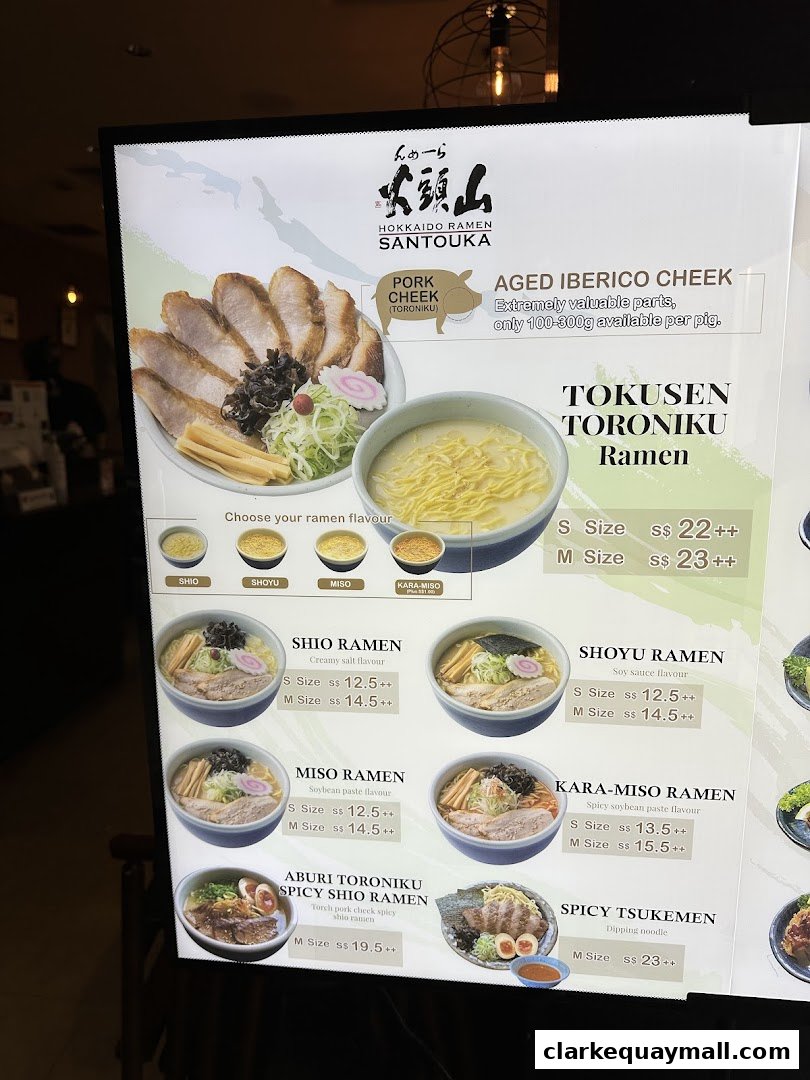 らーめん
山頭火
HOKKAIDO RAMEN
SANTOUKA
PORK
CHEEK
(TORONIKU)
AGED IBERICO CHEEK
Extremely valuable parts,
only 100-300g available per pig.
TOKUSEN
TORONIKU
Ramen
S Size S$ 22++
M Size S$ 23++
Choose your ramen flavour
SHIO
SHOYU
MISO
KARA-MISO
(Plus S$1.00)
SHIO RAMEN
Creamy salt flavour
S Size S$ 12.5++
M Size S$ 14.5++
SHOYU RAMEN
Soy sauce flavour
S Size S$ 12.5++
M Size S$ 14.5++
MISO RAMEN
Soybean paste flavour
S Size S$ 12.5++
M Size S$ 14.5++
KARA-MISO RAMEN
Spicy soybean paste flavour
S Size S$ 13.5++
M Size S$ 15.5++
ABURI TORONIKU
SPICY SHIO RAMEN
Torch pork cheek spicy
shio ramen
M Size S$ 19.5++
SPICY TSUKEMEN
Dipping noodle
M Size S$ 23++
clarkequaymall.com